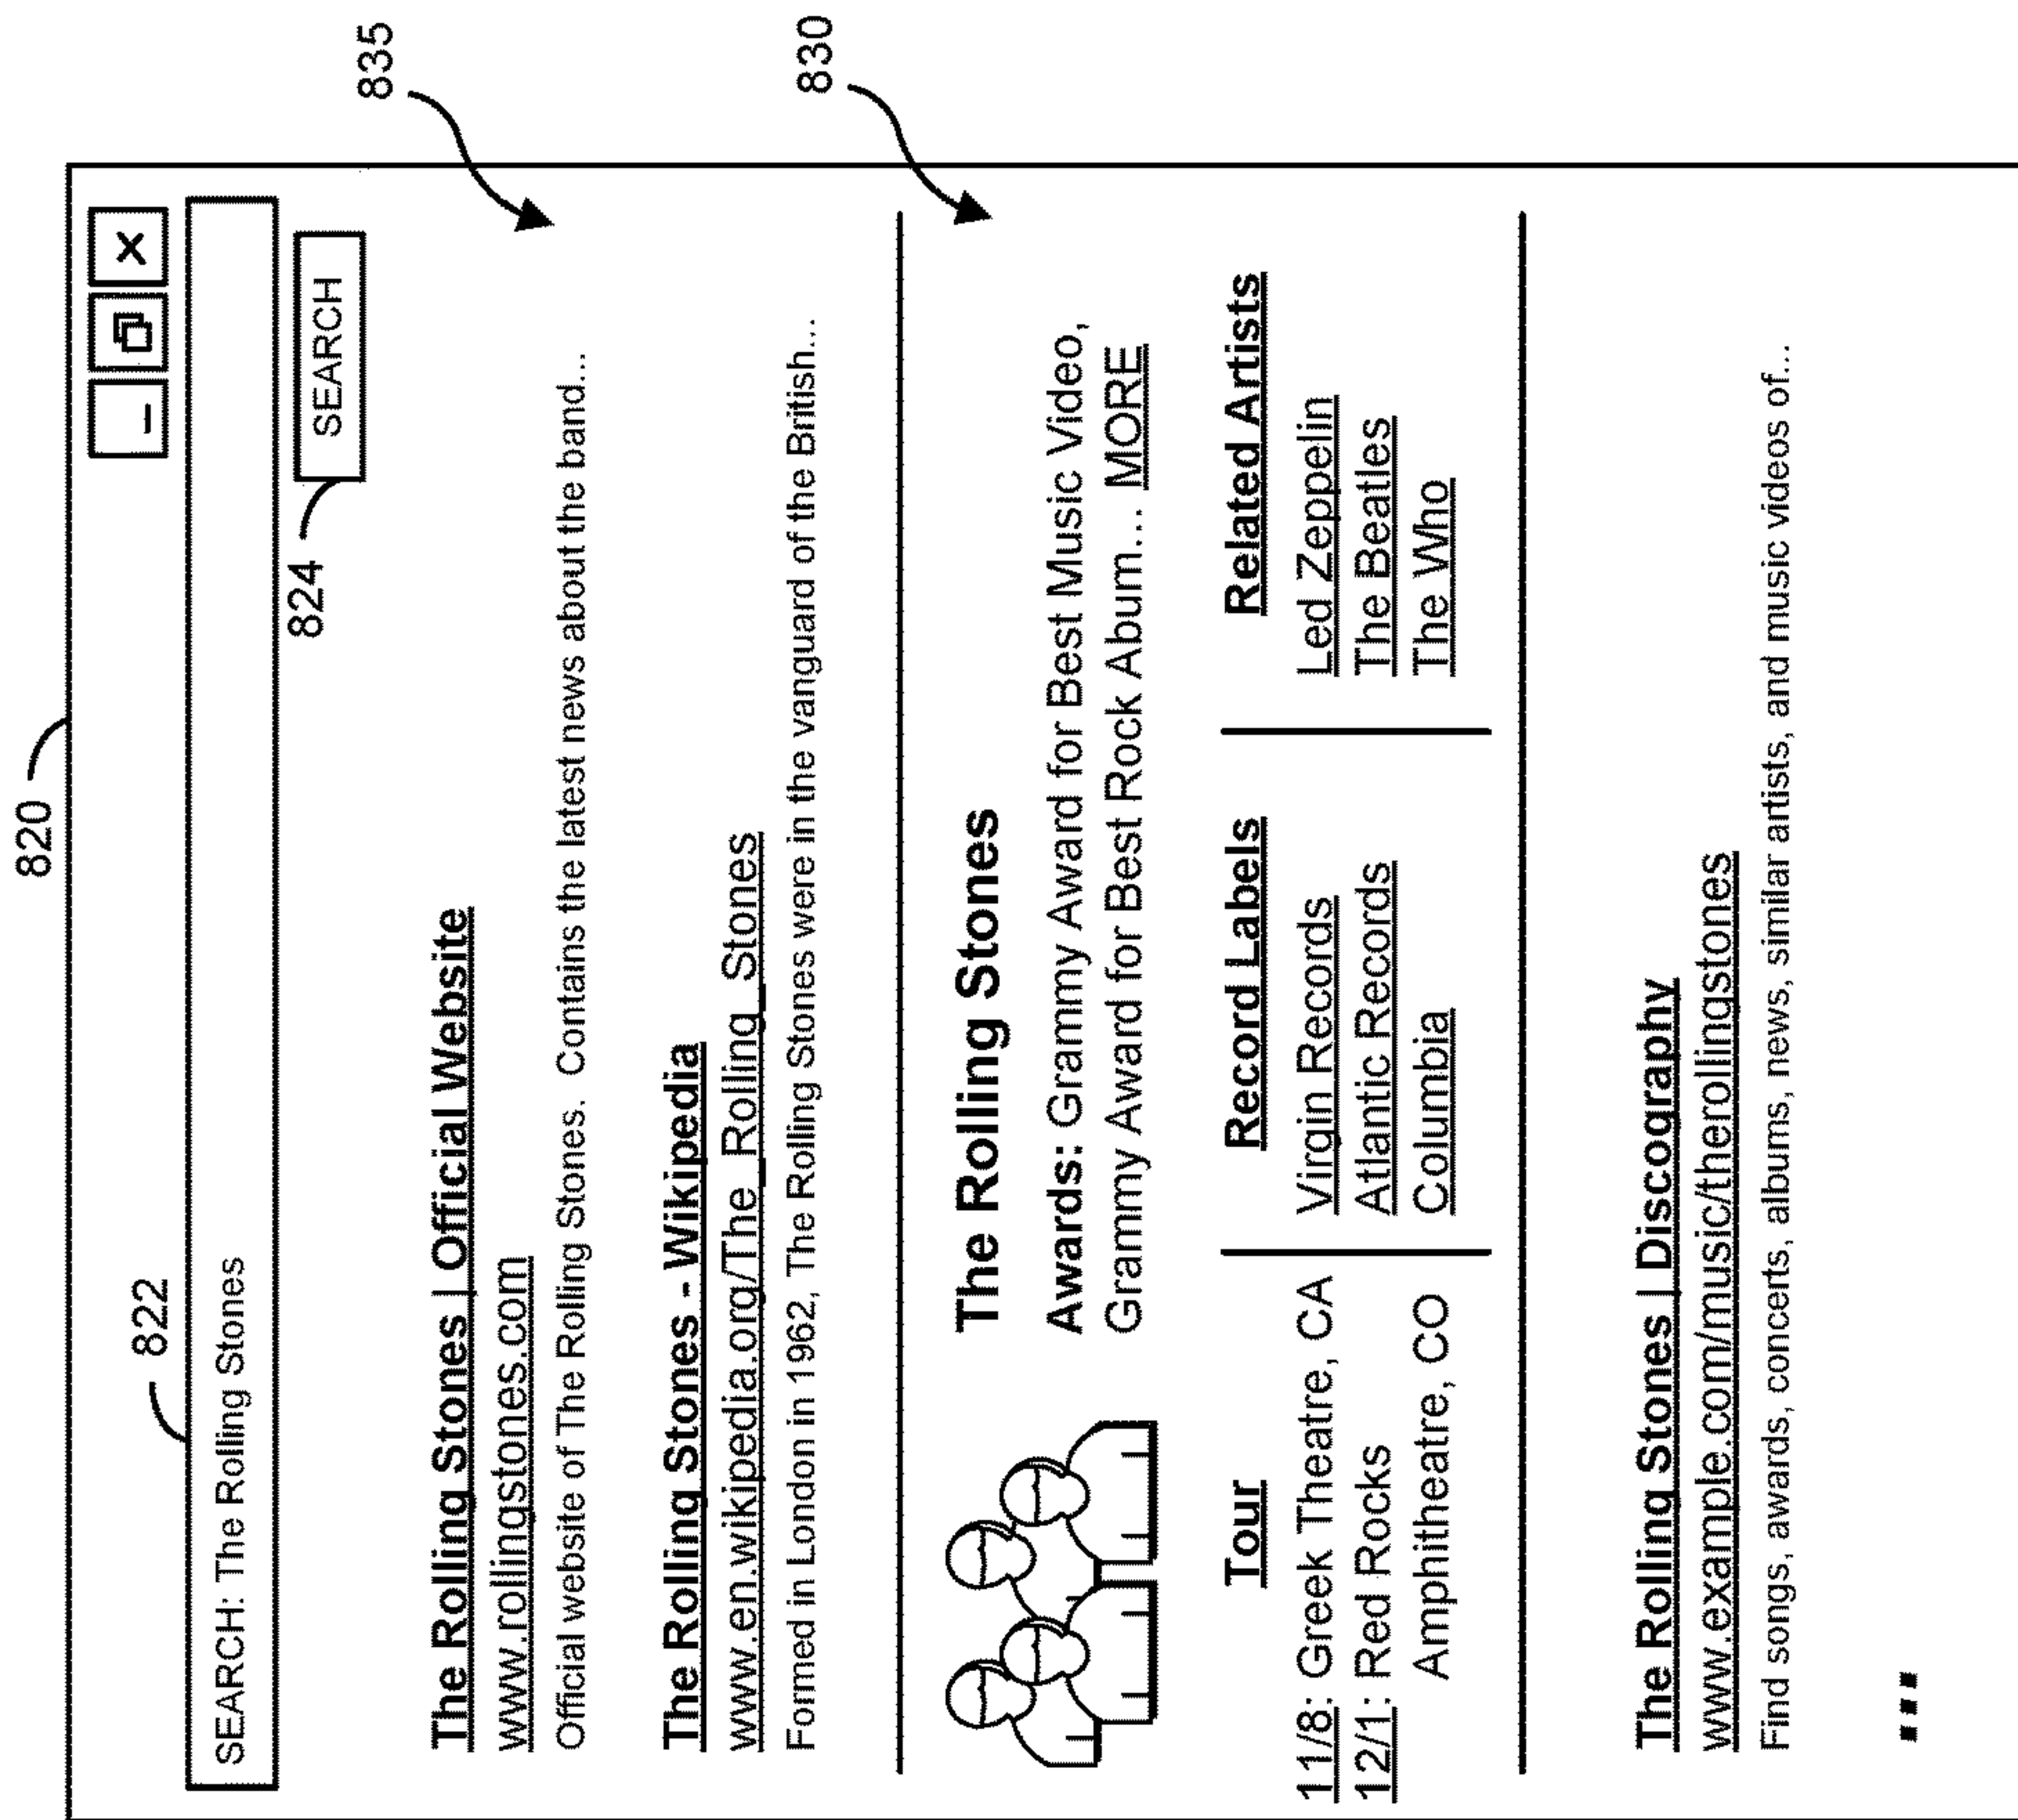 820
822
SEARCH: The Rolling Stones
824
SEARCH
835
The Rolling Stones | Official Website
www.rollingstones.com
Official website of The Rolling Stones. Contains the latest news about the band...
The Rolling Stones - Wikipedia
www.en.wikipedia.org/The_Rolling_Stones
Formed in London in 1962, The Rolling Stones were in the vanguard of the British...
830
The Rolling Stones
Awards: Grammy Award for Best Music Video,
Grammy Award for Best Rock Abum... MORE
Tour
11/8: Greek Theatre, CA
12/1: Red Rocks
Amphitheatre, CO
Record Labels
Virgin Records
Atlantic Records
Columbia
Related Artists
Led Zeppelin
The Beatles
The Who
The Rolling Stones | Discography
www.example.com/music/therollingstones
Find songs, awards, concerts, albums, news, similar artists, and music videos of...
...